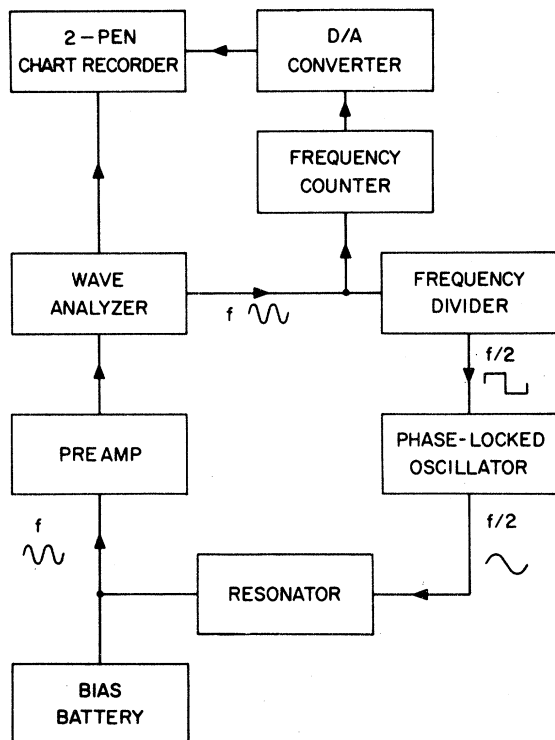 2-PEN
CHART RECORDER
D/A
CONVERTER
FREQUENCY
COUNTER
WAVE
ANALYZER
f
FREQUENCY
DIVIDER
f/2
PREAMP
PHASE-LOCKED
OSCILLATOR
f
f/2
RESONATOR
BIAS
BATTERY